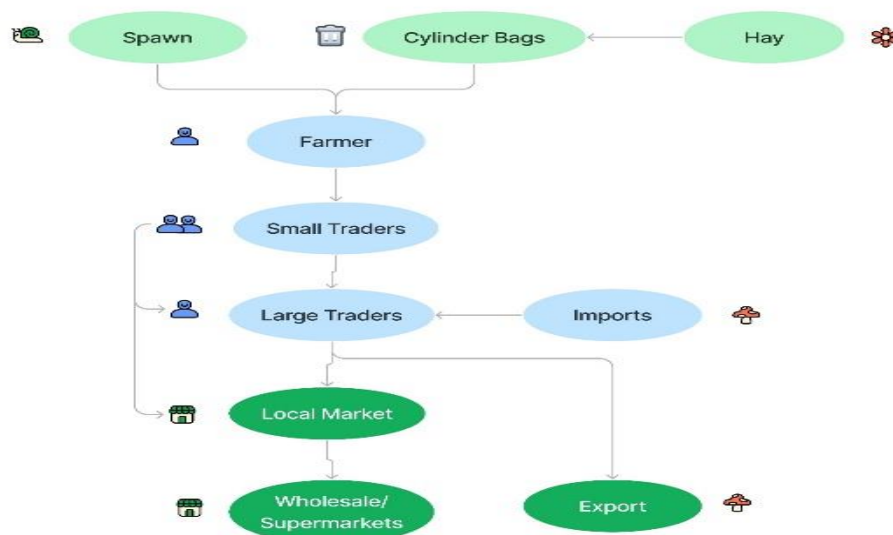 Spawn
Cylinder Bags
Hay
Farmer
Small Traders
Large Traders
Imports
Local Market
Wholesale/
Supermarkets
Export